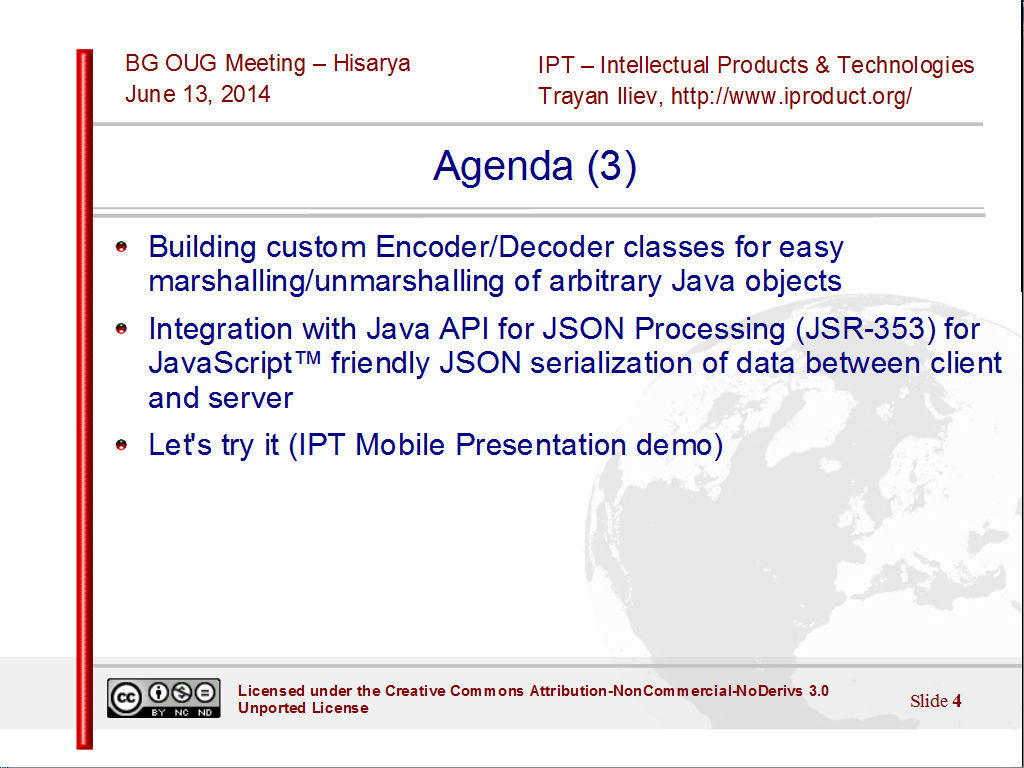 BG OUG Meeting – Hisarya
June 13, 2014
IPT – Intellectual Products & Technologies
Trayan Iliev, http://www.iproduct.org/
Agenda (3)
Building custom Encoder/Decoder classes for easy
marshalling/unmarshalling of arbitrary Java objects
Integration with Java API for JSON Processing (JSR-353) for
JavaScript™ friendly JSON serialization of data between client
and server
Let's try it (IPT Mobile Presentation demo)
cc
BY NC ND
Licensed under the Creative Commons Attribution-NonCommercial-NoDerivs 3.0
Unported License
Slide 4